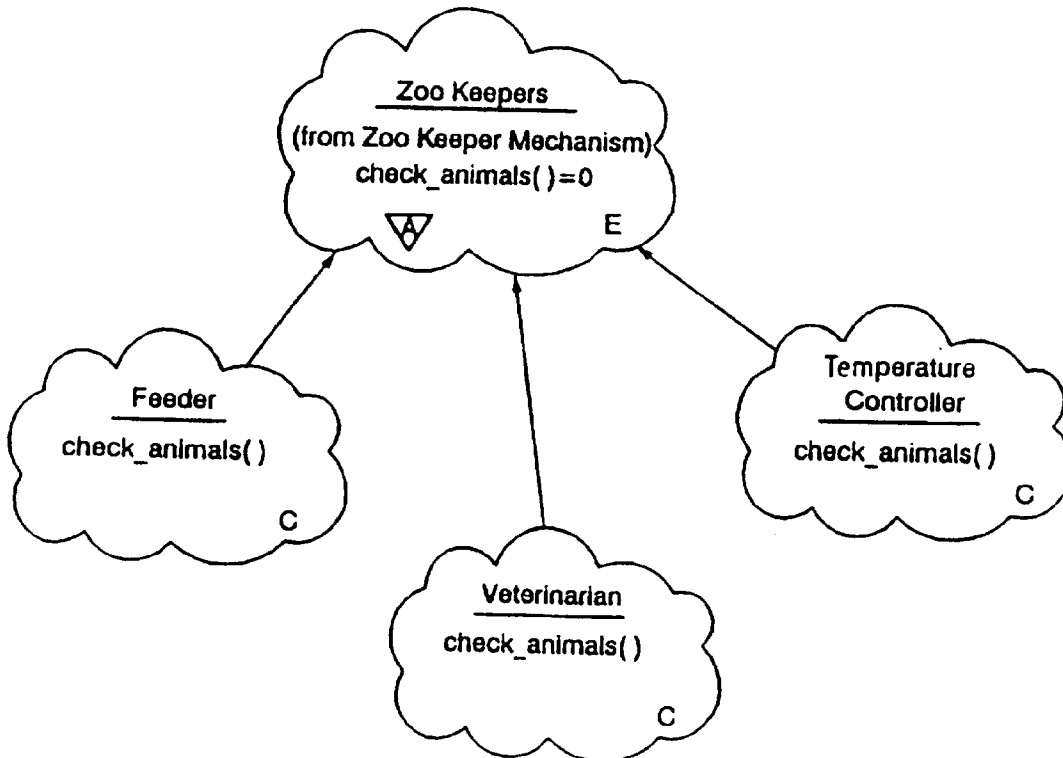 Zoo Keepers
(from Zoo Keeper Mechanism)
check_animals( )=0
A
E
Feeder
check_animals( )
C
Temperature
Controller
check_animals( )
C
Veterinarian
check_animals( )
C